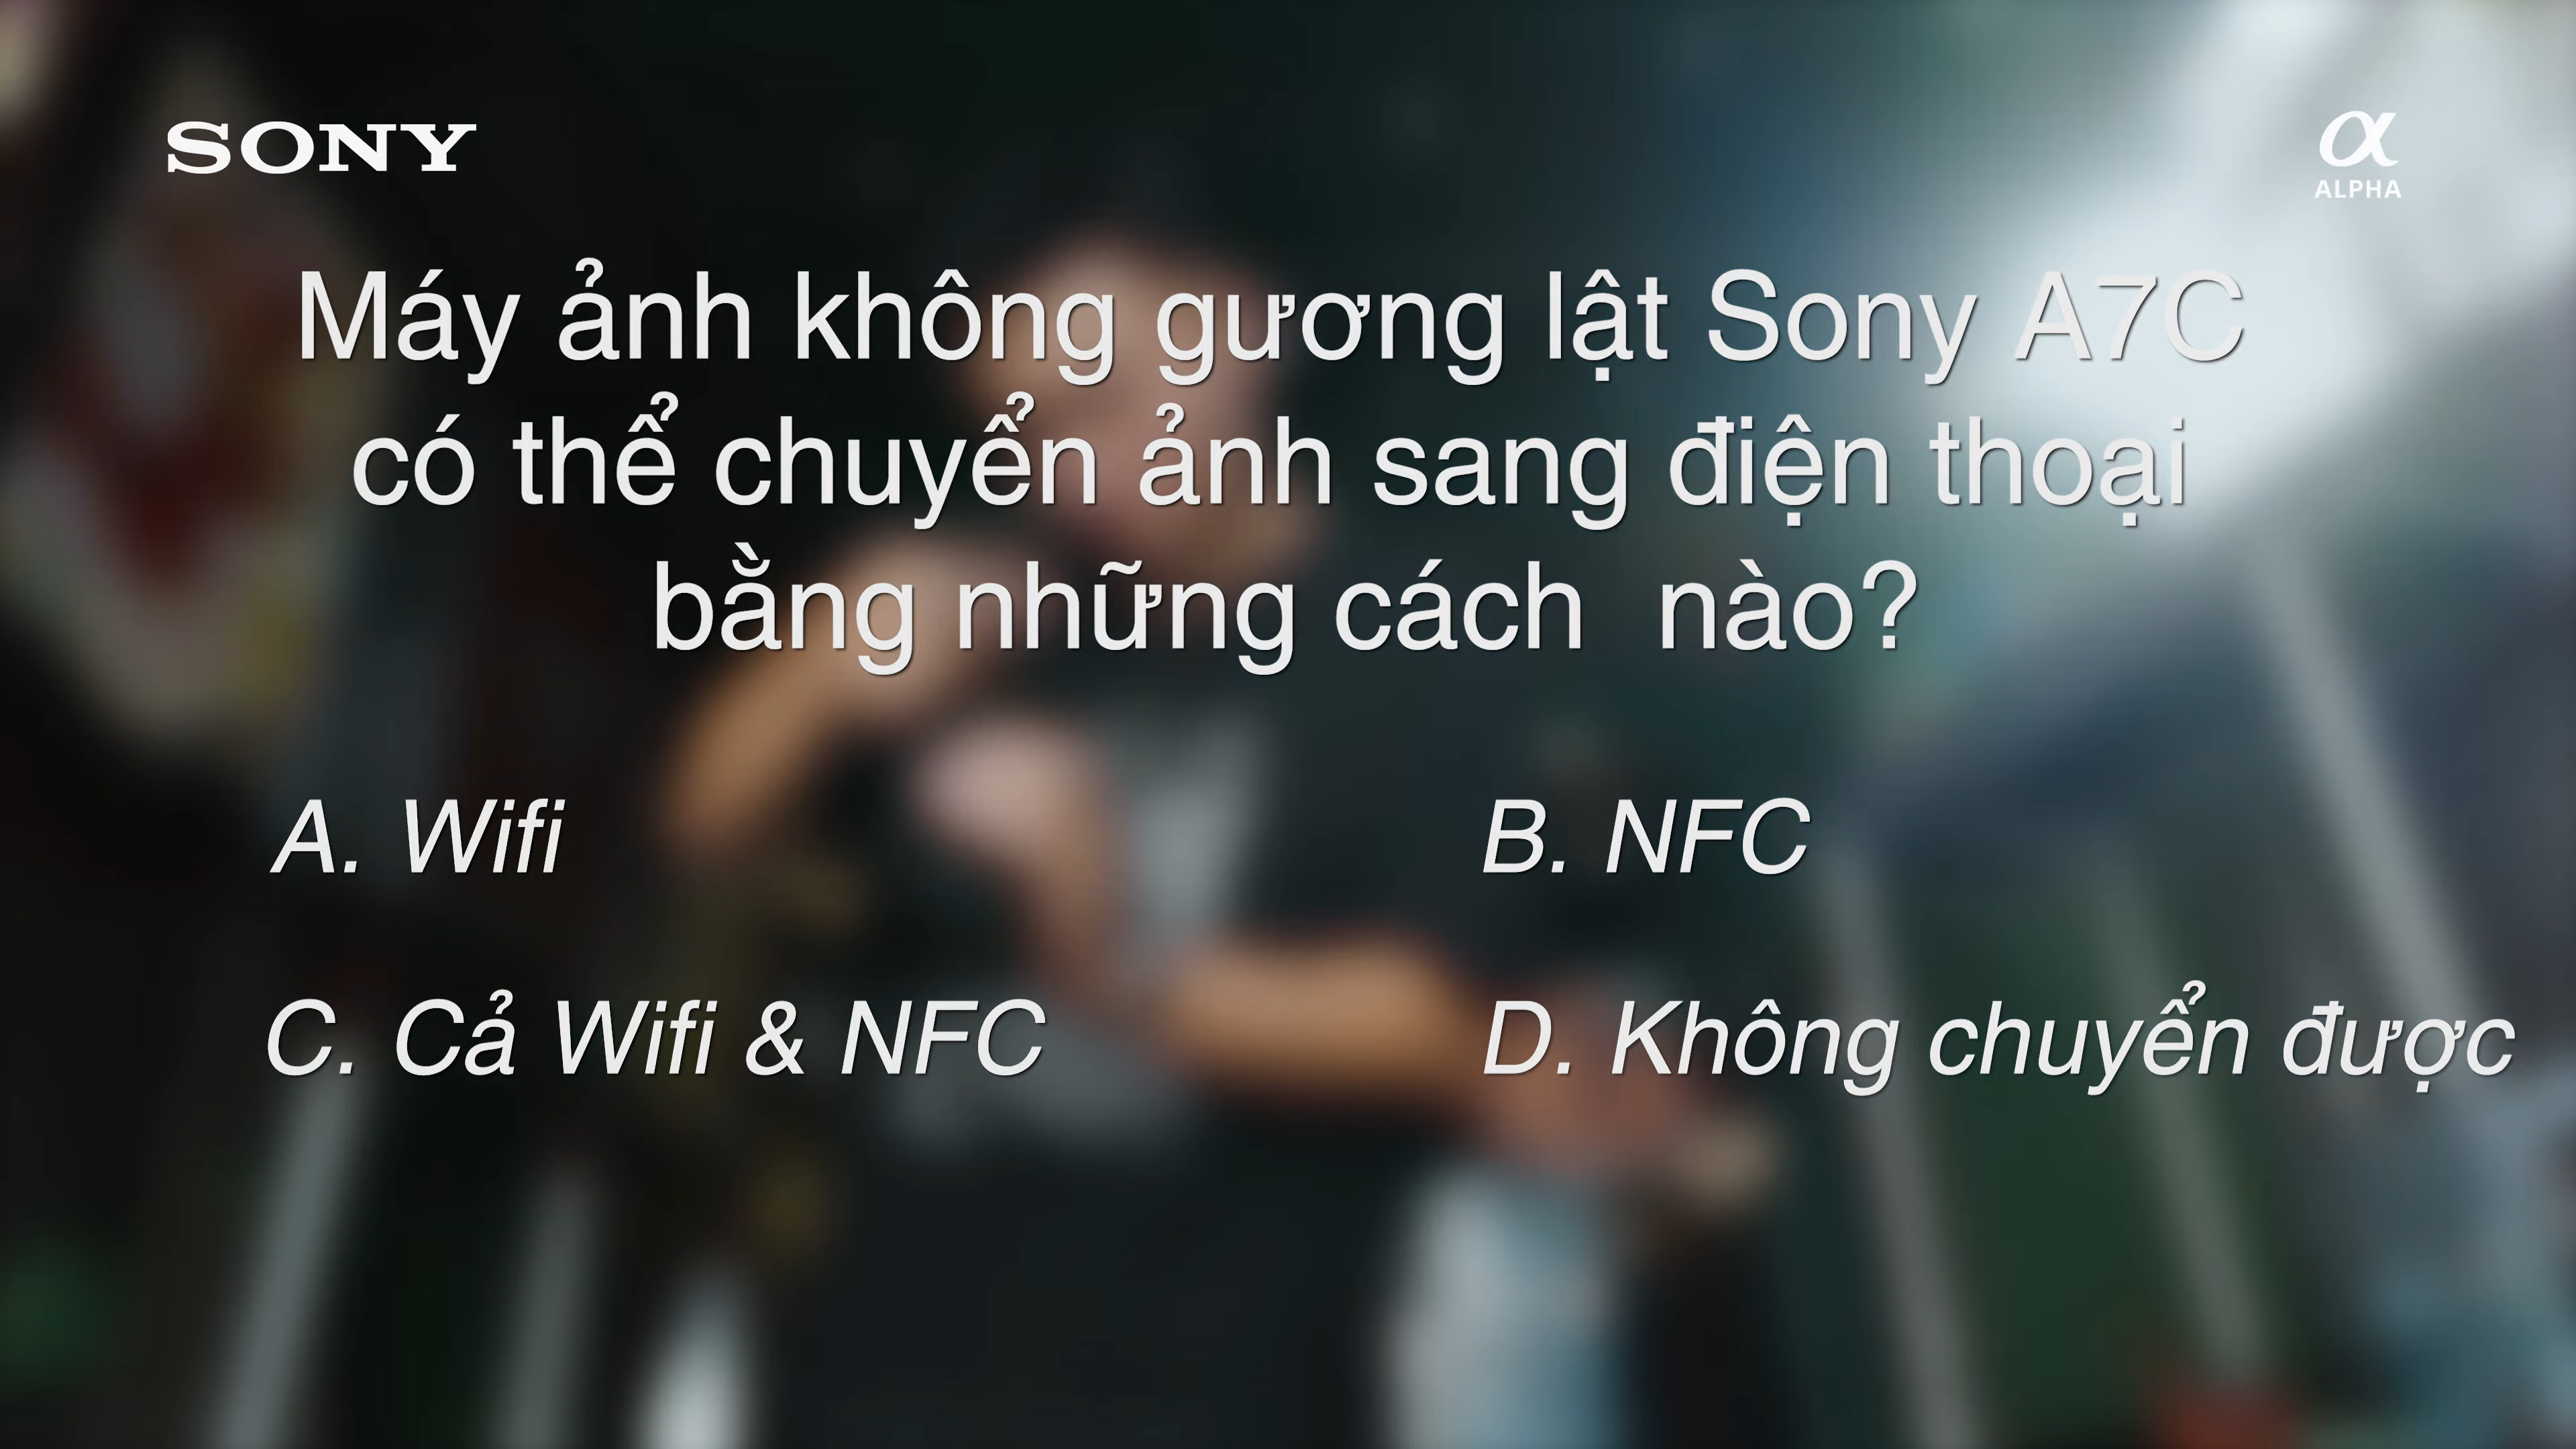 SONY
α
ALPHA
Máy ảnh không gương lật Sony A7C
có thể chuyển ảnh sang điện thoại
bằng những cách  nào?
A. Wifi
B. NFC
C. Cả Wifi & NFC
D. Không chuyển được